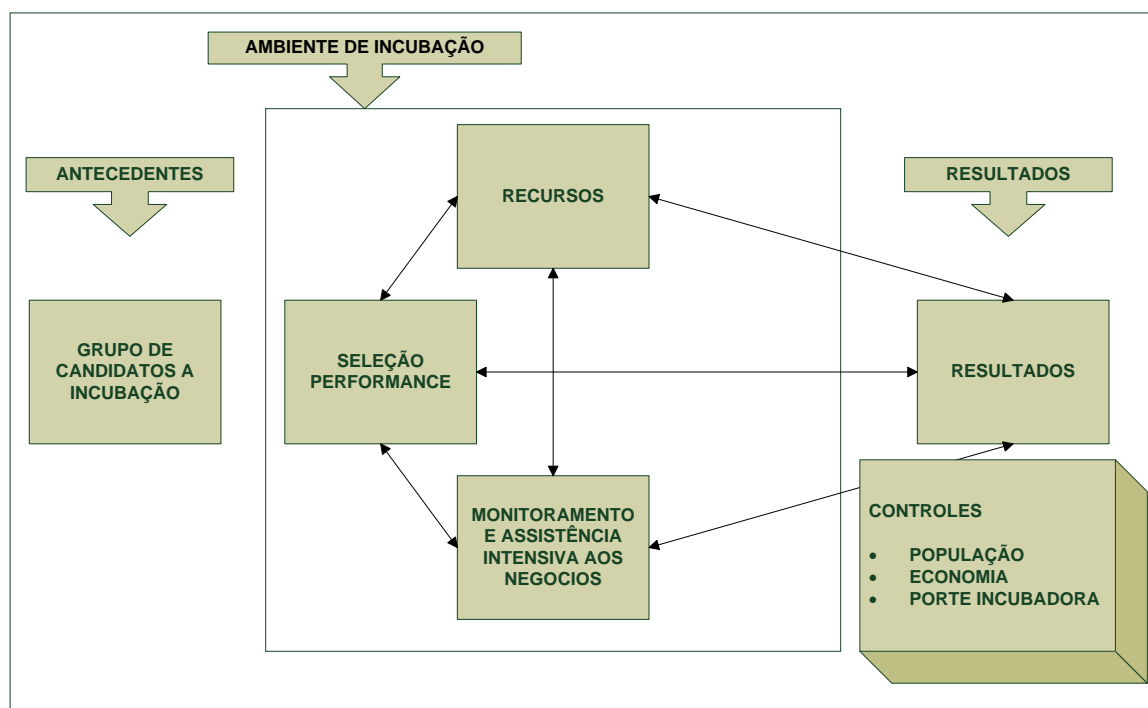 AMBIENTE DE INCUBAÇÃO
ANTECEDENTES
RESULTADOS
RECURSOS
GRUPO DE
CANDIDATOS A
INCUBAÇÃO
SELEÇÃO
PERFORMANCE
RESULTADOS
MONITORAMENTO
E ASSISTÊNCIA
INTENSIVA AOS
NEGOCIOS
CONTROLES
• POPULAÇÃO
• ECONOMIA
• PORTE INCUBADORA